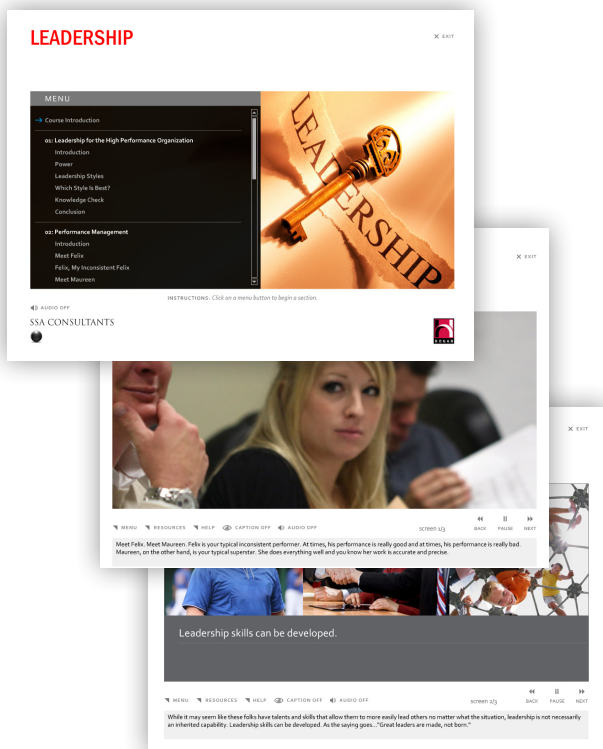 LEADERSHIP
X EXIT
MENU
Course Introduction
01: Leadership for the High Performance Organization
Introduction
Power
Leadership Styles
Which Style Is Best?
Knowledge Check
Conclusion
02: Performance Management
Introduction
Meet Felix
Felix, My Inconsistent Felix
Meet Maureen
LEADERSHIP
INSTRUCTIONS: Click on a menu button to begin a section.
AUDIO OFF
SSA CONSULTANTS
X EXIT
MENU RESOURCES HELP CAPTION OFF AUDIO OFF screen 1/3 BACK PAUSE NEXT
Meet Felix. Meet Maureen. Felix is your typical inconsistent performer. At times, his performance is really good and at times, his performance is really bad.
Maureen, on the other hand, is your typical superstar. She does everything well and you know her work is accurate and precise.
X EXIT
Leadership skills can be developed.
MENU RESOURCES HELP CAPTION OFF AUDIO OFF screen 2/3 BACK PAUSE NEXT
While it may seem like these folks have talents and skills that allow them to more easily lead others no matter what the situation, leadership is not necessarily
an inherited capability. Leadership skills can be developed. As the saying goes..."Great leaders are made, not born."